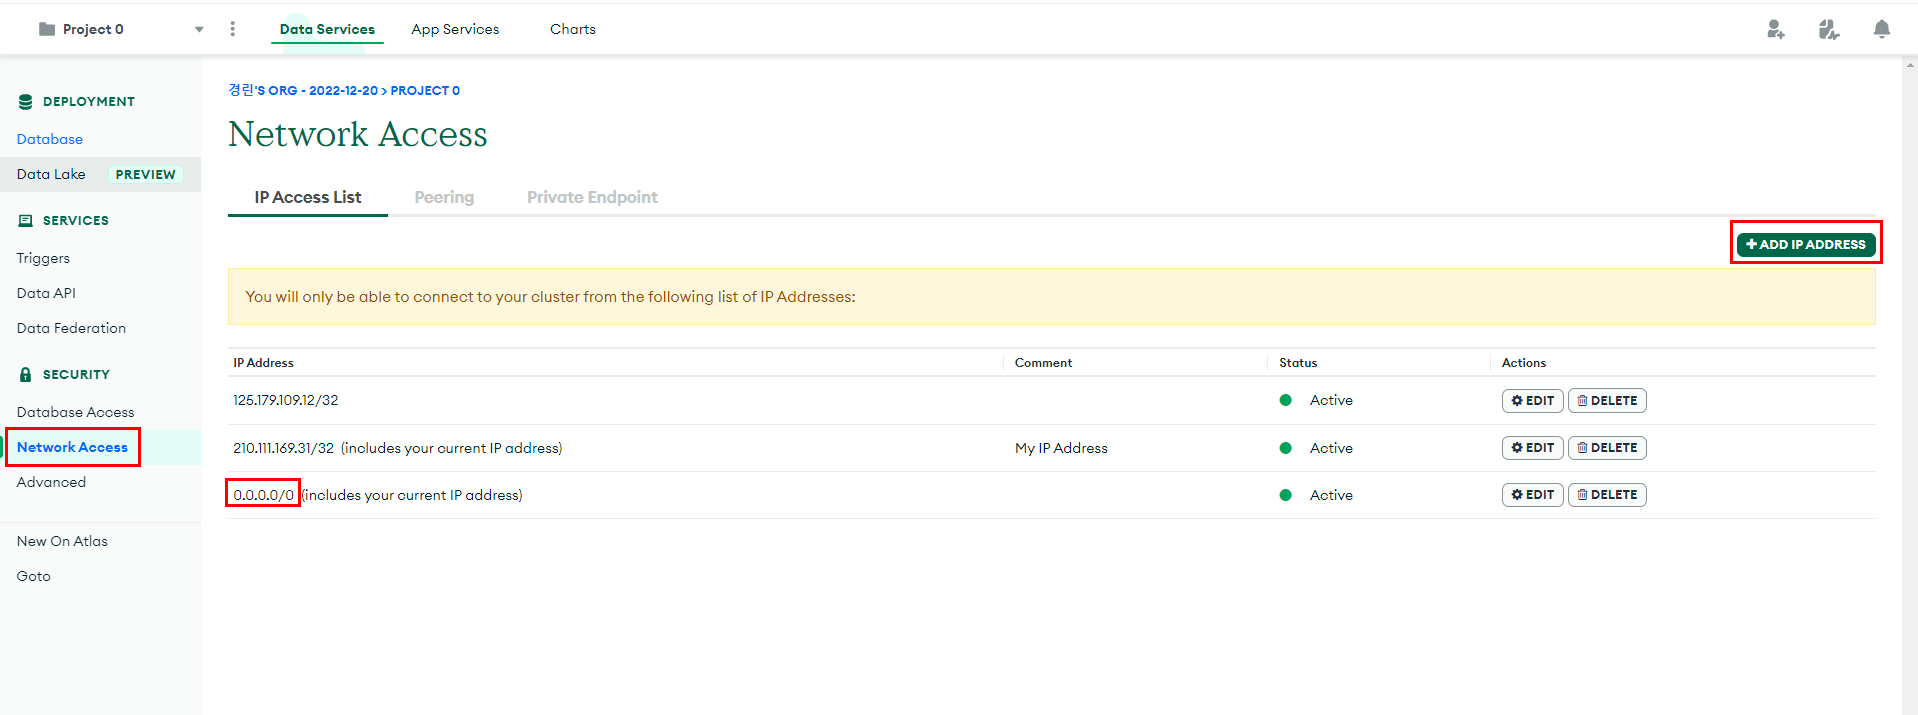 Project 0
Data Services
App Services
Charts
DEPLOYMENT
Database
Data Lake PREVIEW
SERVICES
Triggers
Data API
Data Federation
SECURITY
Database Access
Network Access
Advanced
New On Atlas
Goto
경린'S ORG - 2022-12-20 > PROJECT 0
Network Access
IP Access List Peering Private Endpoint
+ ADD IP ADDRESS
You will only be able to connect to your cluster from the following list of IP Addresses:
IP Address Comment Status Actions
125.179.109.12/32 Active EDIT DELETE
210.111.169.31/32 (includes your current IP address) My IP Address Active EDIT DELETE
0.0.0.0/0 (includes your current IP address) Active EDIT DELETE